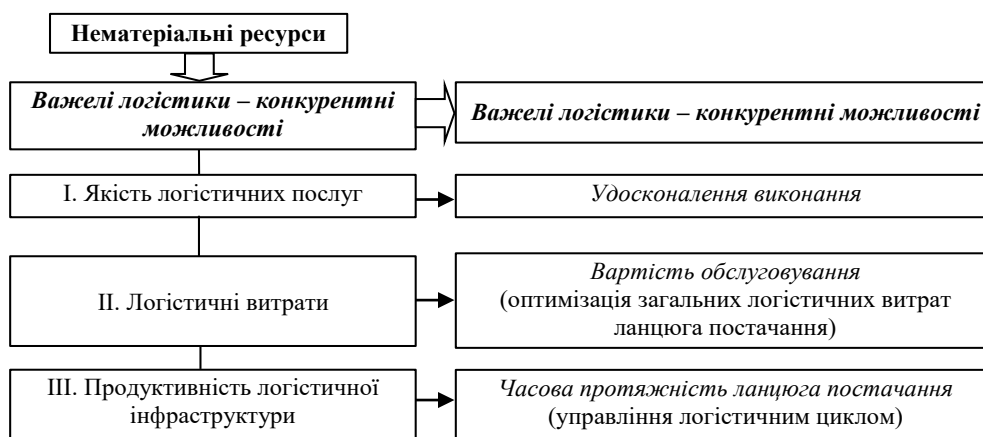 Нематеріальні ресурси
Важелі логістики – конкурентні
можливості
Важелі логістики – конкурентні можливості
I. Якість логістичних послуг
Удосконалення виконання
II. Логістичні витрати
Вартість обслуговування
(оптимізація загальних логістичних витрат
ланцюга постачання)
III. Продуктивність логістичної
інфраструктури
Часова протяжність ланцюга постачання
(управління логістичним циклом)